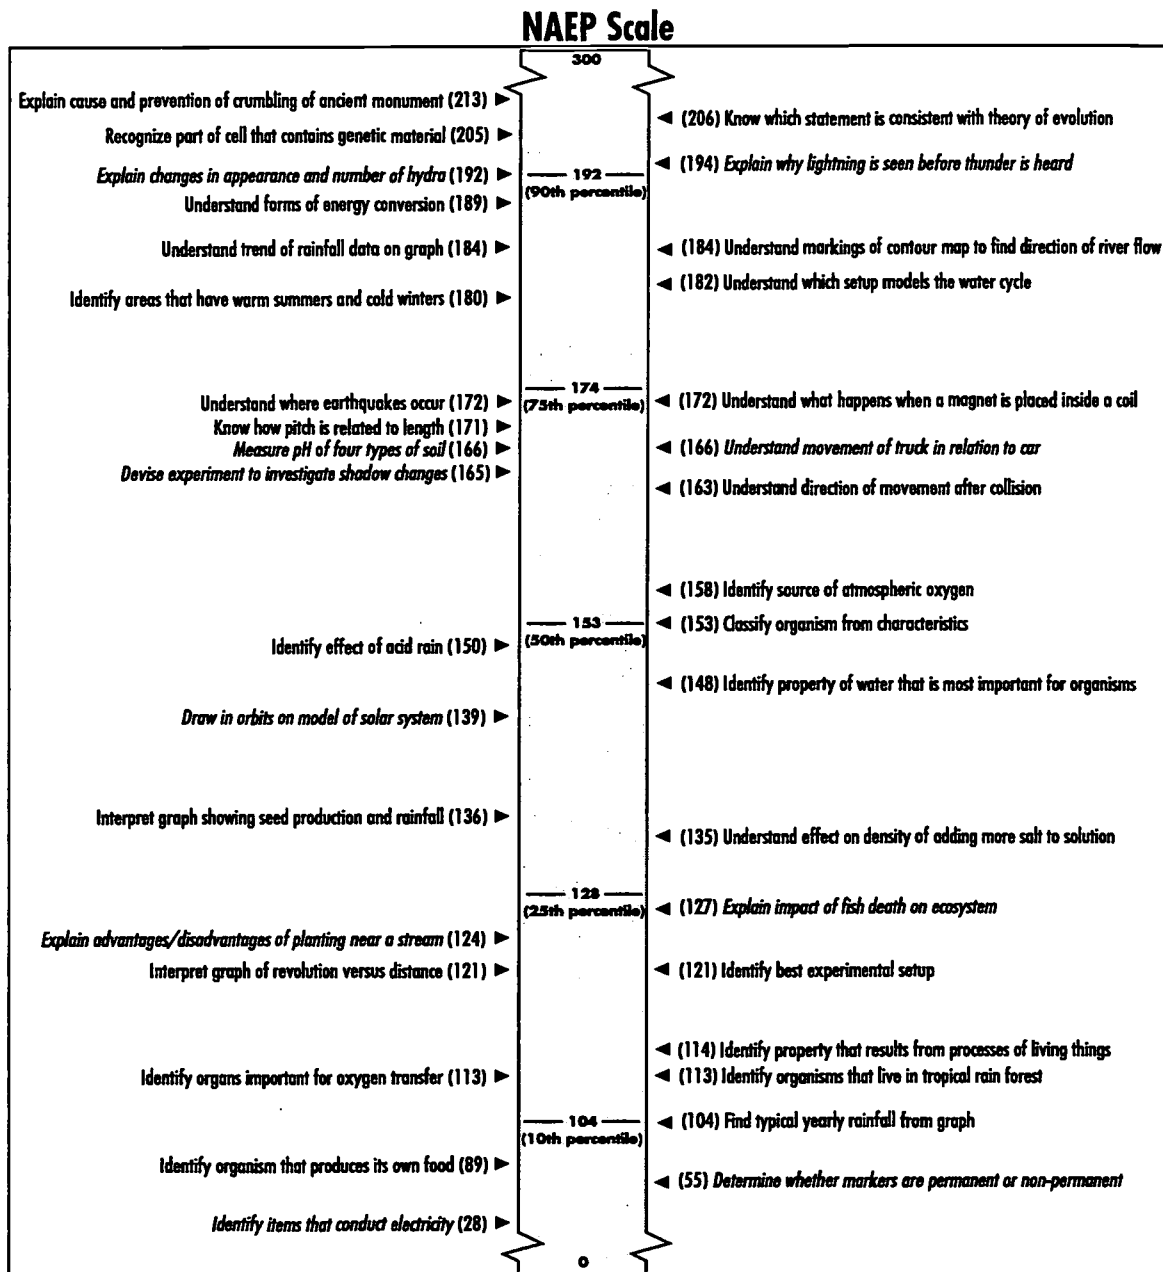 NAEP Scale
300
Explain cause and prevention of crumbling of ancient monument (213) ►
◄ (206) Know which statement is consistent with theory of evolution
Recognize part of cell that contains genetic material (205) ►
◄ (194) Explain why lightning is seen before thunder is heard
Explain changes in appearance and number of hydra (192) ►
192
(90th percentile)
Understand forms of energy conversion (189) ►
Understand trend of rainfall data on graph (184) ►
◄ (184) Understand markings of contour map to find direction of river flow
◄ (182) Understand which setup models the water cycle
Identify areas that have warm summers and cold winters (180) ►
174
(75th percentile)
Understand where earthquakes occur (172) ►
◄ (172) Understand what happens when a magnet is placed inside a coil
Know how pitch is related to length (171) ►
Measure pH of four types of soil (166) ►
◄ (166) Understand movement of truck in relation to car
Devise experiment to investigate shadow changes (165) ►
◄ (163) Understand direction of movement after collision
◄ (158) Identify source of atmospheric oxygen
153
(50th percentile)
◄ (153) Classify organism from characteristics
Identify effect of acid rain (150) ►
◄ (148) Identify property of water that is most important for organisms
Draw in orbits on model of solar system (139) ►
Interpret graph showing seed production and rainfall (136) ►
◄ (135) Understand effect on density of adding more salt to solution
128
(25th percentile)
◄ (127) Explain impact of fish death on ecosystem
Explain advantages/disadvantages of planting near a stream (124) ►
Interpret graph of revolution versus distance (121) ►
◄ (121) Identify best experimental setup
◄ (114) Identify property that results from processes of living things
Identify organs important for oxygen transfer (113) ►
◄ (113) Identify organisms that live in tropical rain forest
104
(10th percentile)
◄ (104) Find typical yearly rainfall from graph
Identify organism that produces its own food (89) ►
◄ (55) Determine whether markers are permanent or non-permanent
Identify items that conduct electricity (28) ►
0